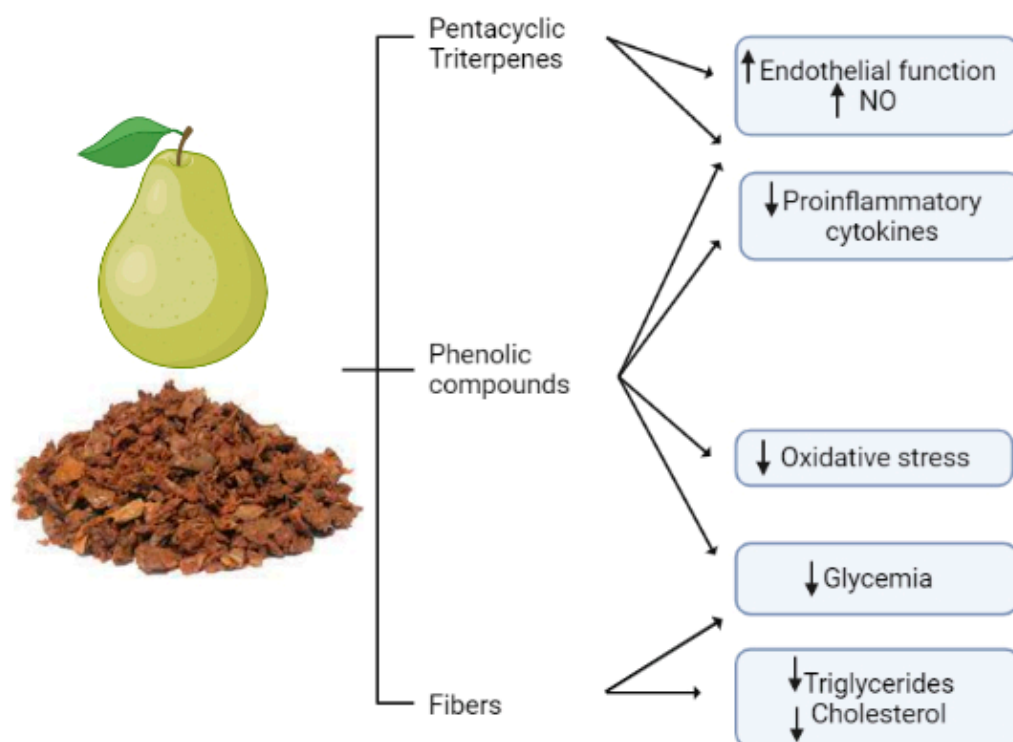 Pentacyclic
Triterpenes
↑ Endothelial function
↑ NO
↓ Proinflammatory
cytokines
Phenolic
compounds
↓ Oxidative stress
↓ Glycemia
Fibers
↓ Triglycerides
↓ Cholesterol